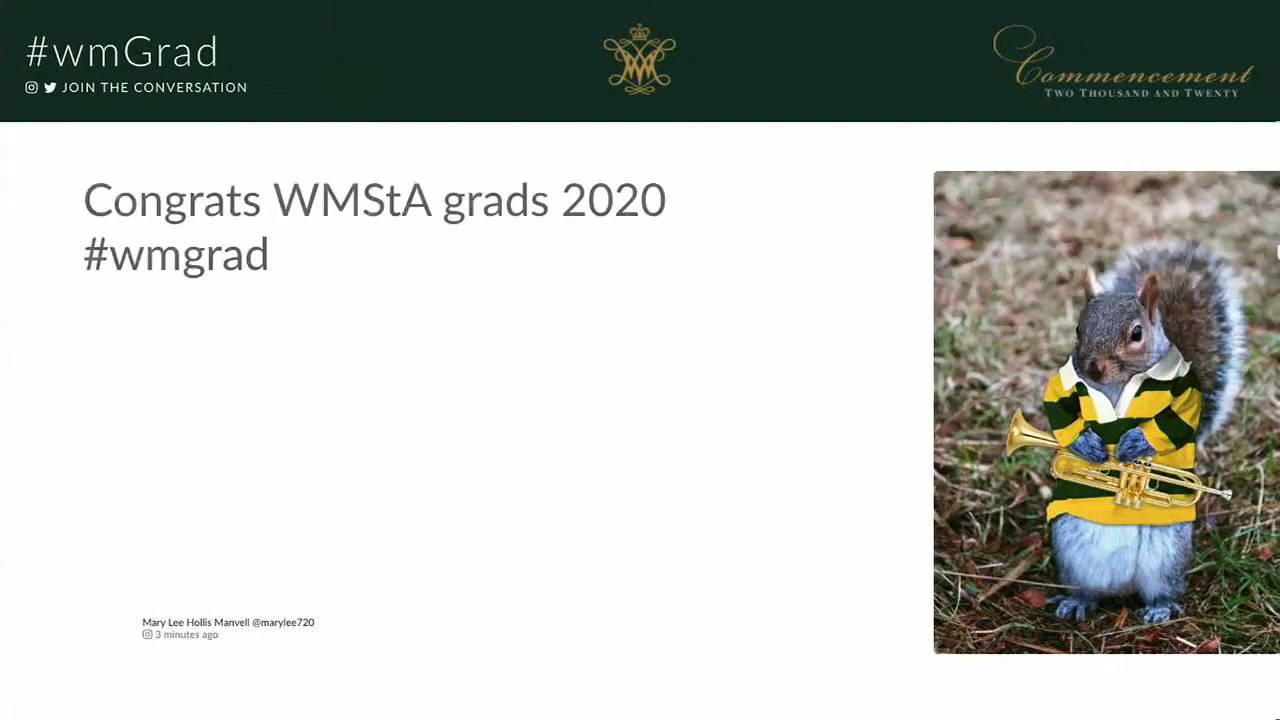 #wmGrad
JOIN THE CONVERSATION
Commencement
TWO THOUSAND AND TWENTY
Congrats WMStA grads 2020
#wmgrad
Mary Lee Hollis Manvell @marylee720
3 minutes ago